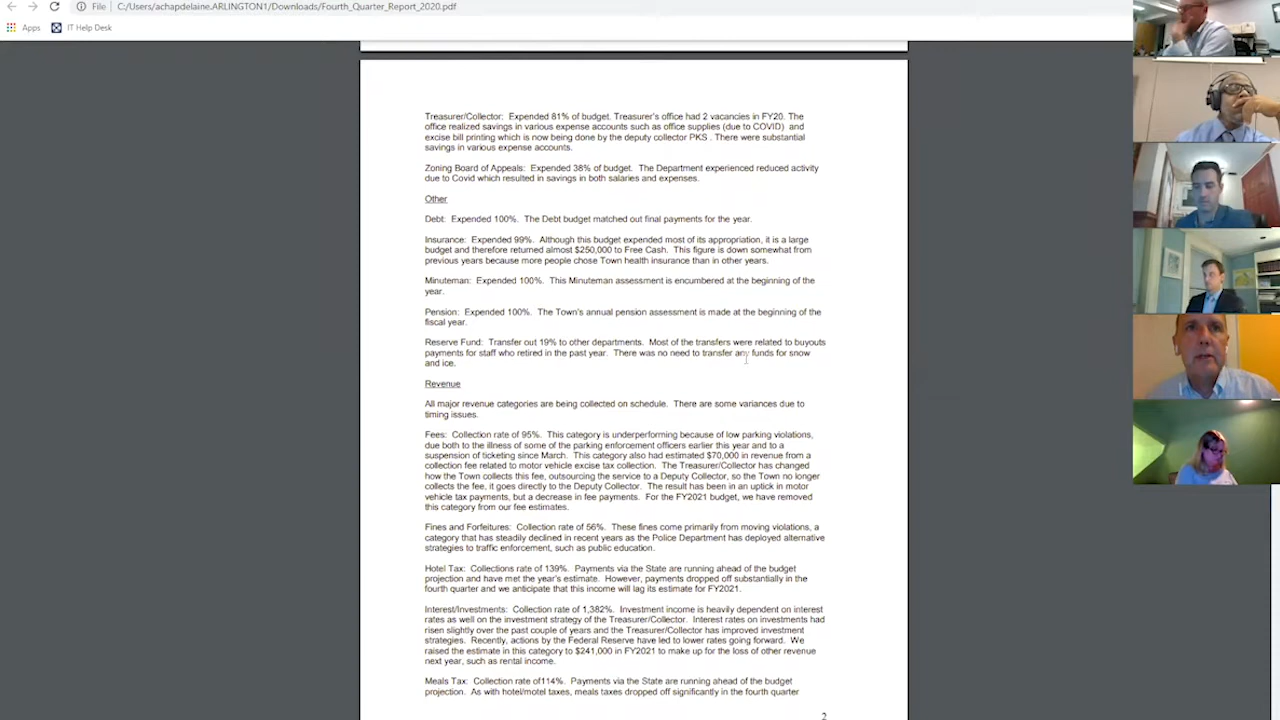 File
C:/Users/achapdelaine.ARLINGTON1/Downloads/Fourth_Quarter_Report_2020.pdf
Apps
IT Help Desk
Treasurer/Collector: Expended 81% of budget. Treasurer's office had 2 vacancies in FY20. The
office realized savings in various expense accounts such as office supplies (due to COVID) and
excise bill printing which is now being done by the deputy collector PKS . There were substantial
savings in various expense accounts.
Zoning Board of Appeals: Expended 38% of budget. The Department experienced reduced activity
due to Covid which resulted in savings in both salaries and expenses.
Other
Debt: Expended 100%. The Debt budget matched out final payments for the year.
Insurance: Expended 99%. Although this budget expended most of its appropriation, it is a large
budget and therefore returned almost $250,000 to Free Cash. This figure is down somewhat from
previous years because more people chose Town health insurance than in other years.
Minuteman: Expended 100%. This Minuteman assessment is encumbered at the beginning of the
year.
Pension: Expended 100%. The Town's annual pension assessment is made at the beginning of the
fiscal year.
Reserve Fund: Transfer out 19% to other departments. Most of the transfers were related to buyouts
payments for staff who retired in the past year. There was no need to transfer any funds for snow
and ice.
Revenue
All major revenue categories are being collected on schedule. There are some variances due to
timing issues.
Fees: Collection rate of 95%. This category is underperforming because of low parking violations,
due both to the illness of some of the parking enforcement officers earlier this year and to a
suspension of ticketing since March. This category also had estimated $70,000 in revenue from a
collection fee related to motor vehicle excise tax collection. The Treasurer/Collector has changed
how the Town collects this fee, outsourcing the service to a Deputy Collector, so the Town no longer
collects the fee, it goes directly to the Deputy Collector. The result has been in an uptick in motor
vehicle tax payments, but a decrease in fee payments. For the FY2021 budget, we have removed
this category from our fee estimates.
Fines and Forfeitures: Collection rate of 56%. These fines come primarily from moving violations, a
category that has steadily declined in recent years as the Police Department has deployed alternative
strategies to traffic enforcement, such as public education.
Hotel Tax: Collections rate of 139%. Payments via the State are running ahead of the budget
projection and have met the year's estimate. However, payments dropped off substantially in the
fourth quarter and we anticipate that this income will lag its estimate for FY2021.
Interest/Investments: Collection rate of 1,382%. Investment income is heavily dependent on interest
rates as well on the investment strategy of the Treasurer/Collector. Interest rates on investments had
risen slightly over the past couple of years and the Treasurer/Collector has improved investment
strategies. Recently, actions by the Federal Reserve have led to lower rates going forward. We
raised the estimate in this category to $241,000 in FY2021 to make up for the loss of other revenue
next year, such as rental income.
Meals Tax: Collection rate of114%. Payments via the State are running ahead of the budget
projection. As with hotel/motel taxes, meals taxes dropped off significantly in the fourth quarter
2